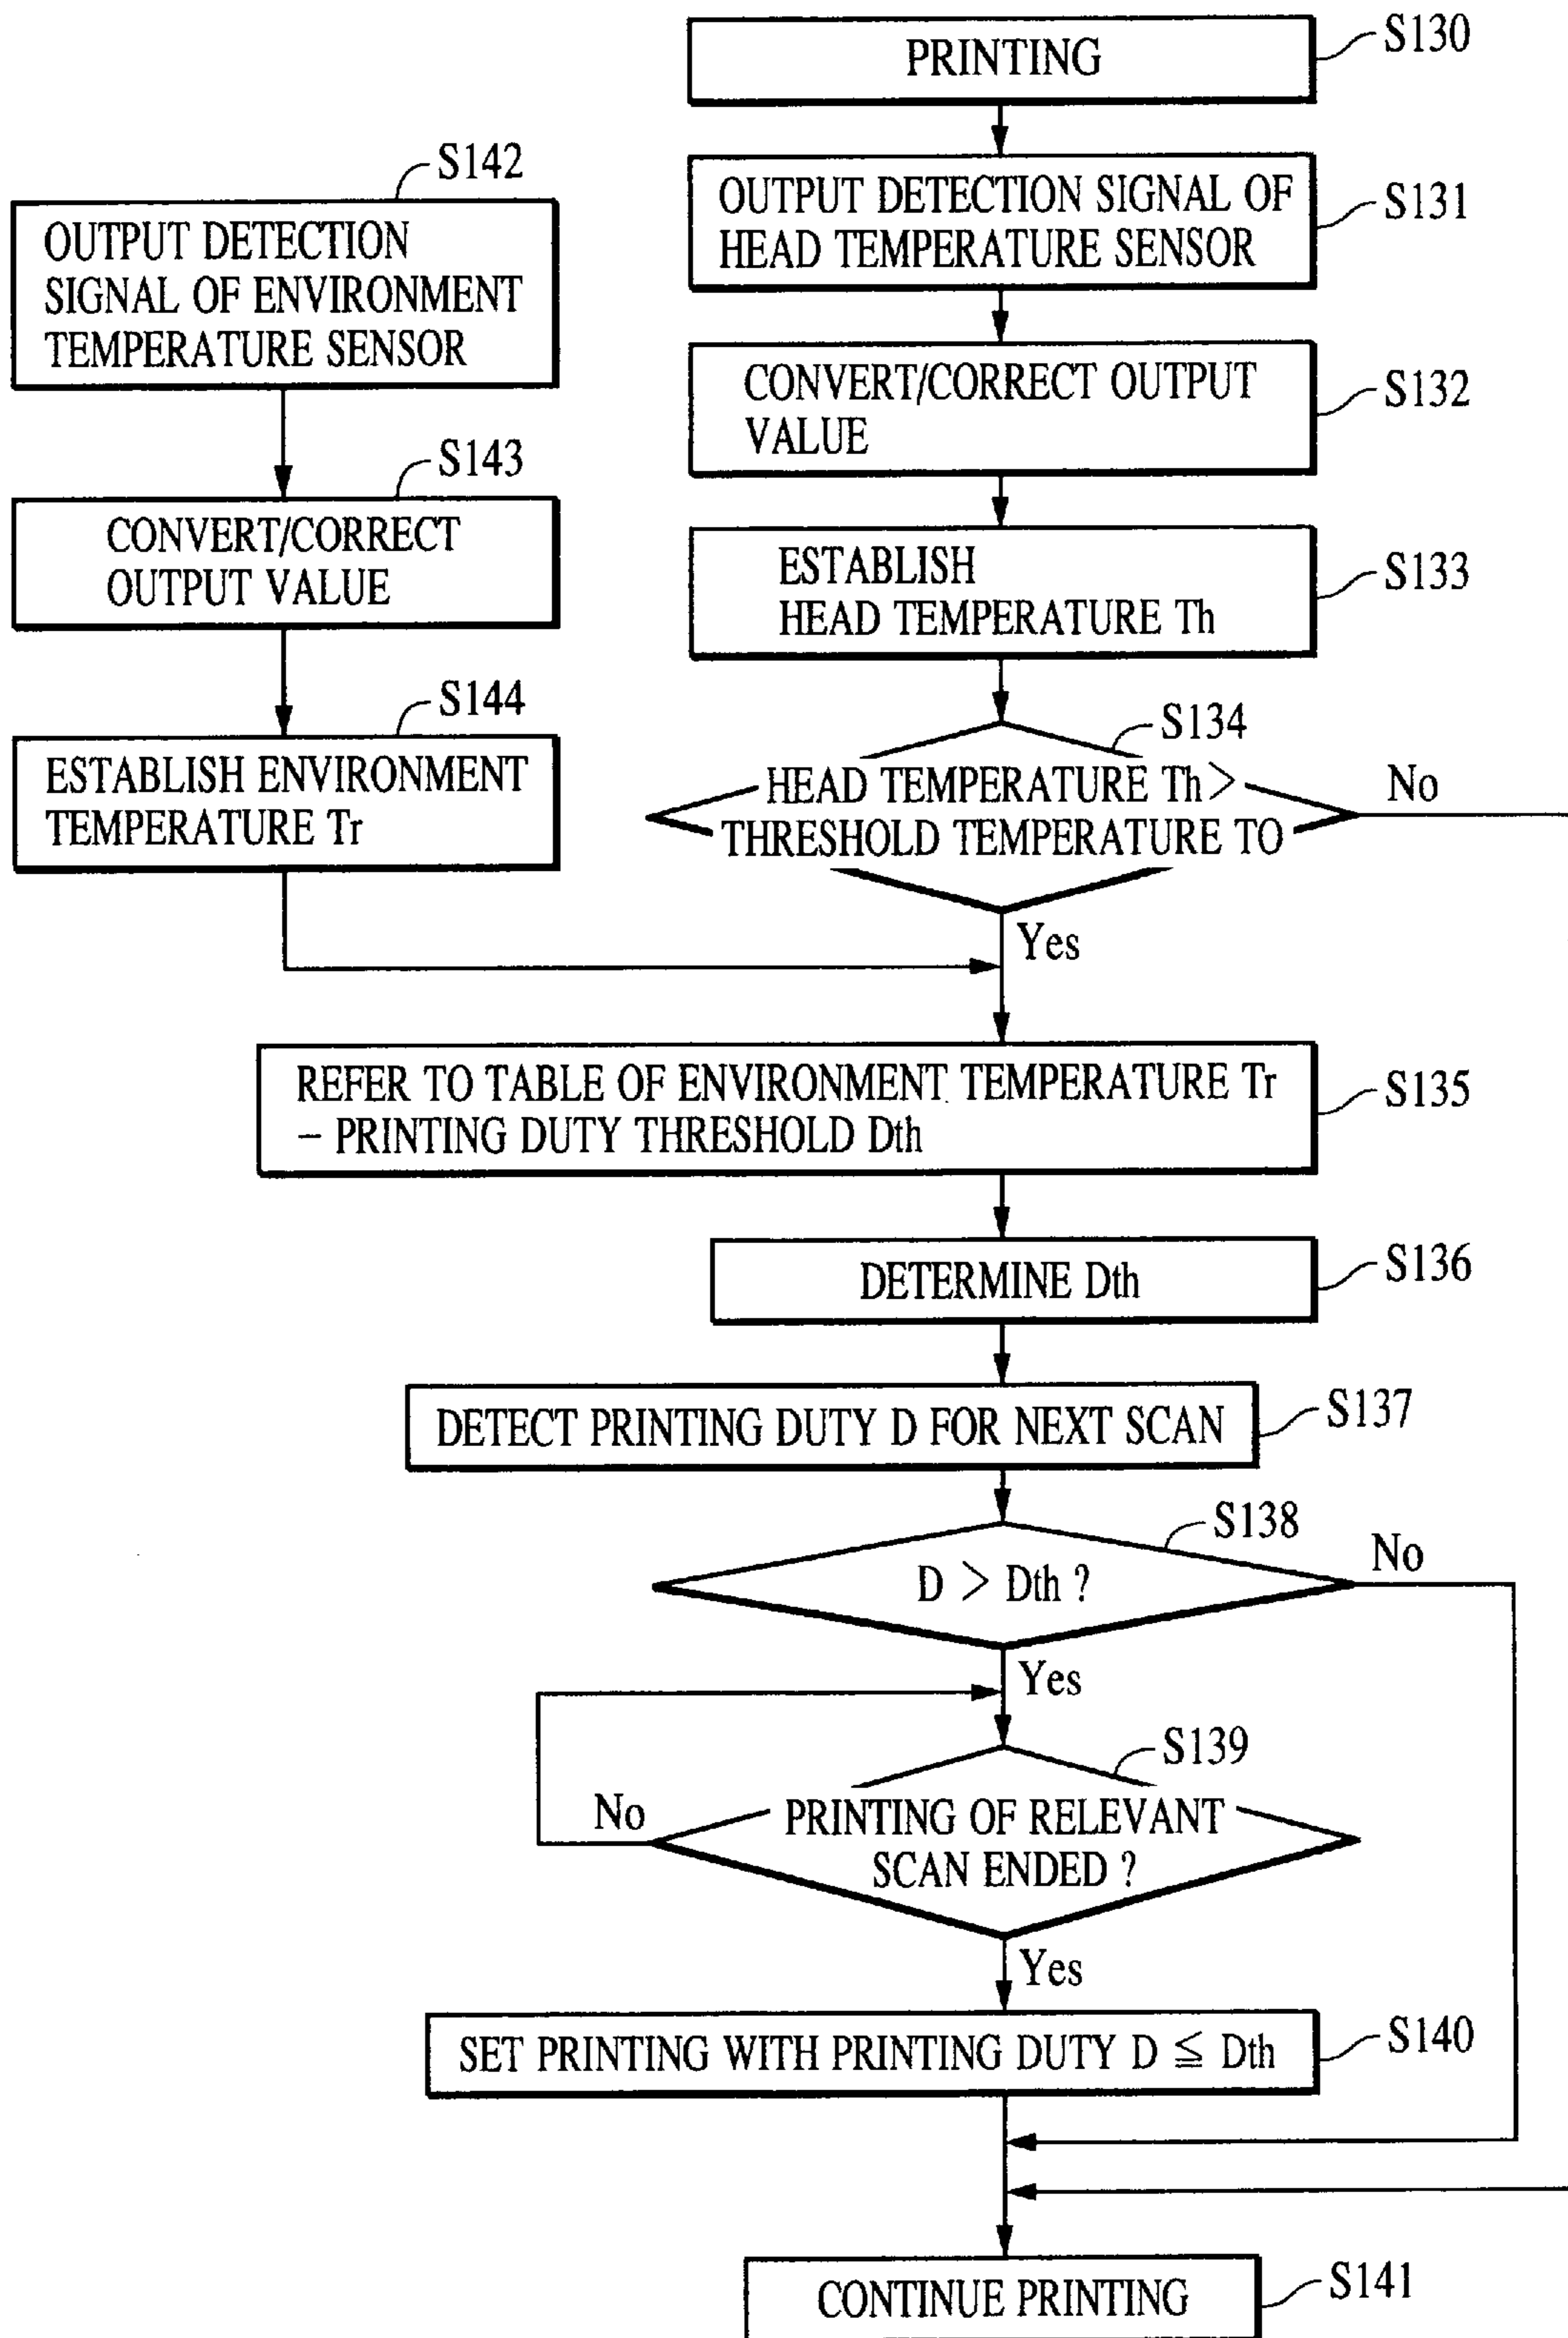 PRINTING
S130
OUTPUT DETECTION SIGNAL OF
HEAD TEMPERATURE SENSOR
S131
CONVERT/CORRECT OUTPUT
VALUE
S132
ESTABLISH
HEAD TEMPERATURE Th
S133
S142
OUTPUT DETECTION
SIGNAL OF ENVIRONMENT
TEMPERATURE SENSOR
S143
CONVERT/CORRECT
OUTPUT VALUE
S144
ESTABLISH ENVIRONMENT
TEMPERATURE Tr
S134
HEAD TEMPERATURE Th >
THRESHOLD TEMPERATURE TO
No
Yes
REFER TO TABLE OF ENVIRONMENT TEMPERATURE Tr
– PRINTING DUTY THRESHOLD Dth
S135
DETERMINE Dth
S136
DETECT PRINTING DUTY D FOR NEXT SCAN
S137
S138
D > Dth ?
No
Yes
S139
PRINTING OF RELEVANT
SCAN ENDED ?
No
Yes
SET PRINTING WITH PRINTING DUTY D ≦ Dth
S140
CONTINUE PRINTING
S141